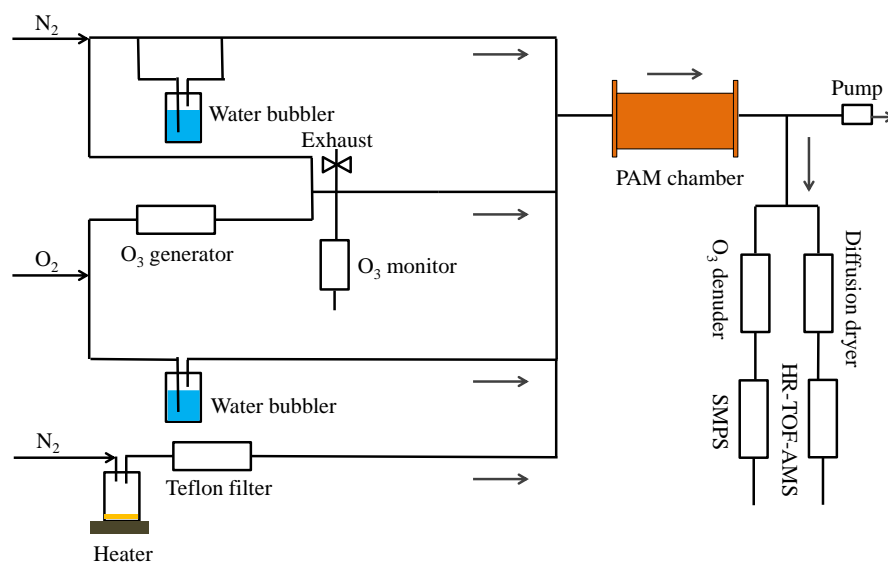 N₂
Water bubbler
Exhaust
Pump
PAM chamber
O₃ generator
O₃ monitor
O₂
O₃ denuder
Diffusion dryer
Water bubbler
SMPS
HR-TOF-AMS
N₂
Teflon filter
Heater